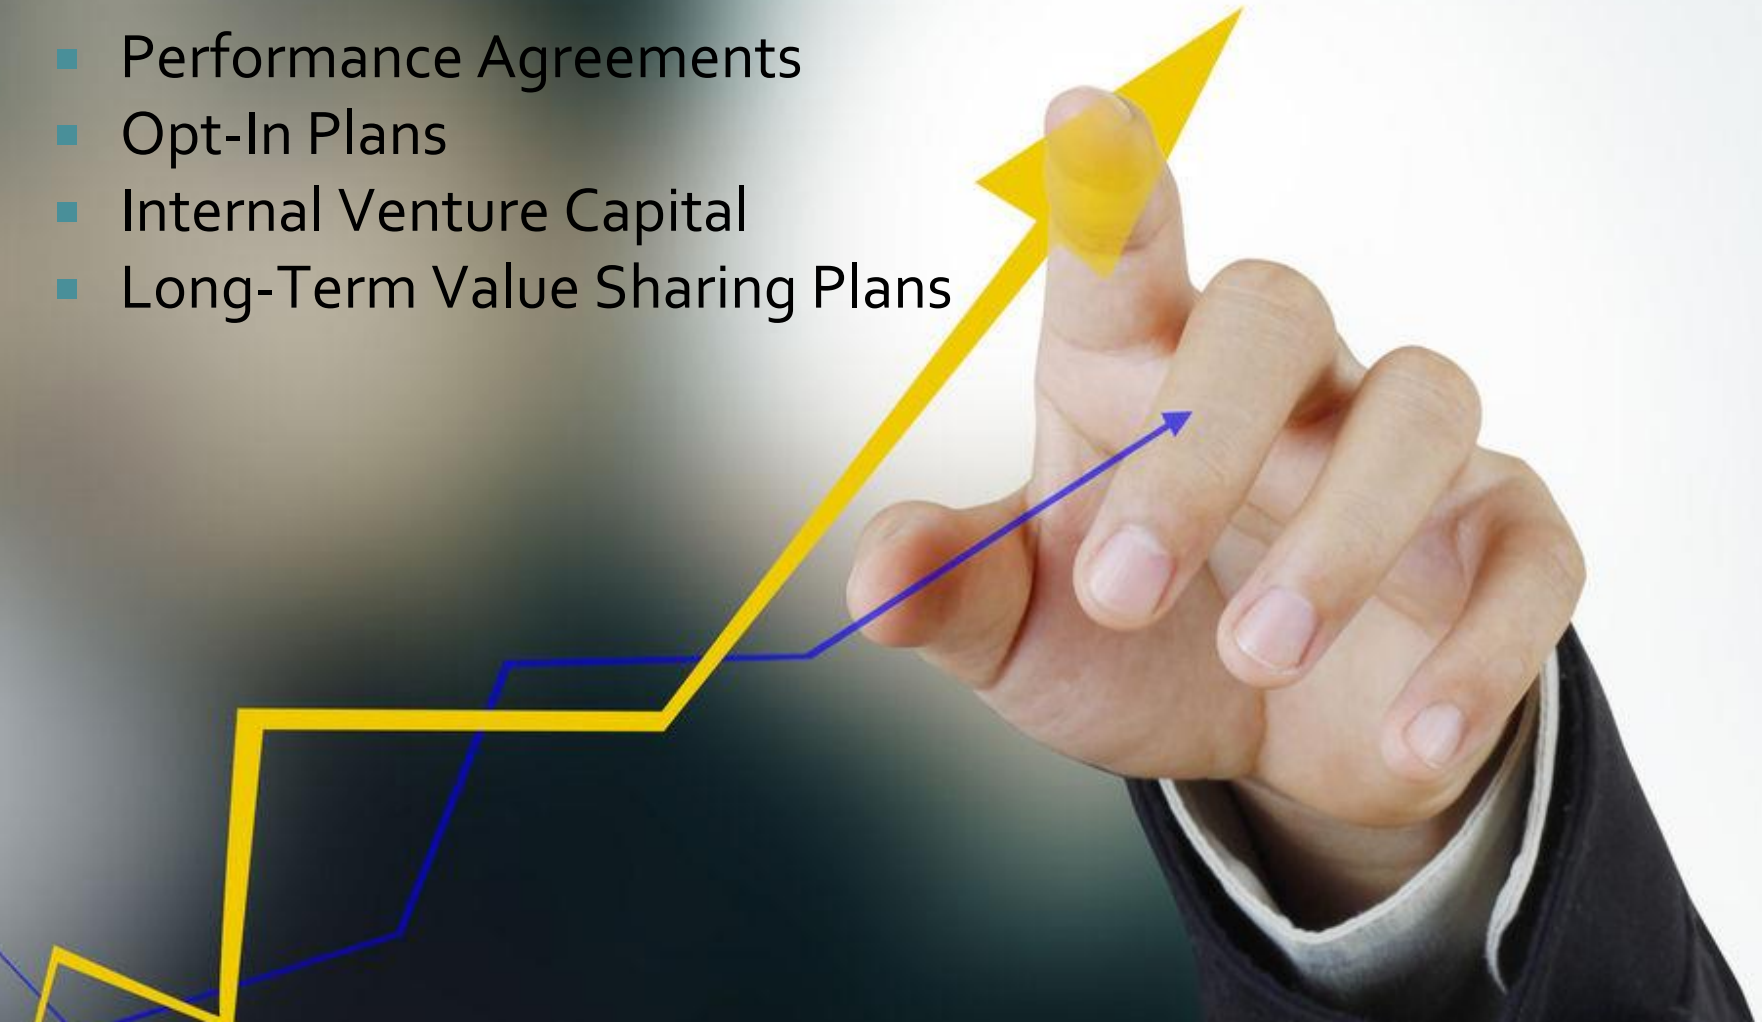 Performance Agreements
Opt-In Plans
Internal Venture Capital
Long-Term Value Sharing Plans